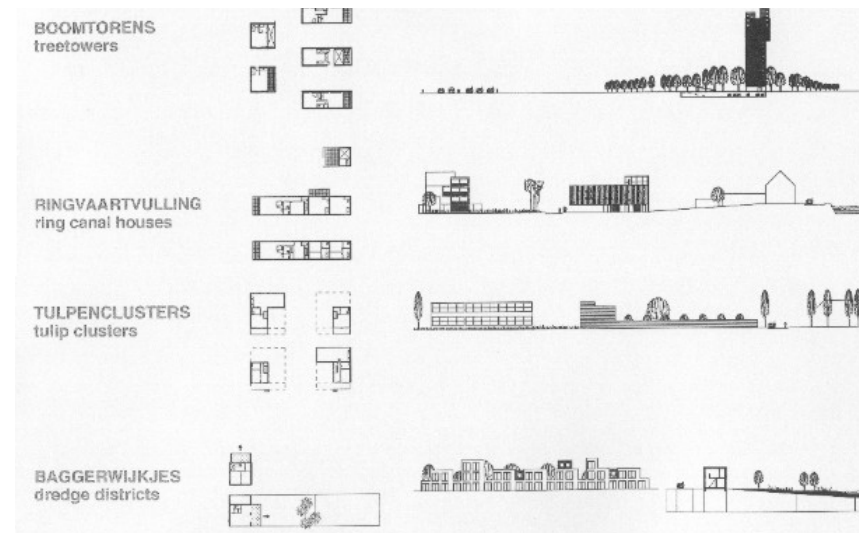 BOOMTORENS
treetowers
RINGVAARTVULLING
ring canal houses
TULPENCLUSTERS
tulip clusters
BAGGERWIJKJES
dredge districts